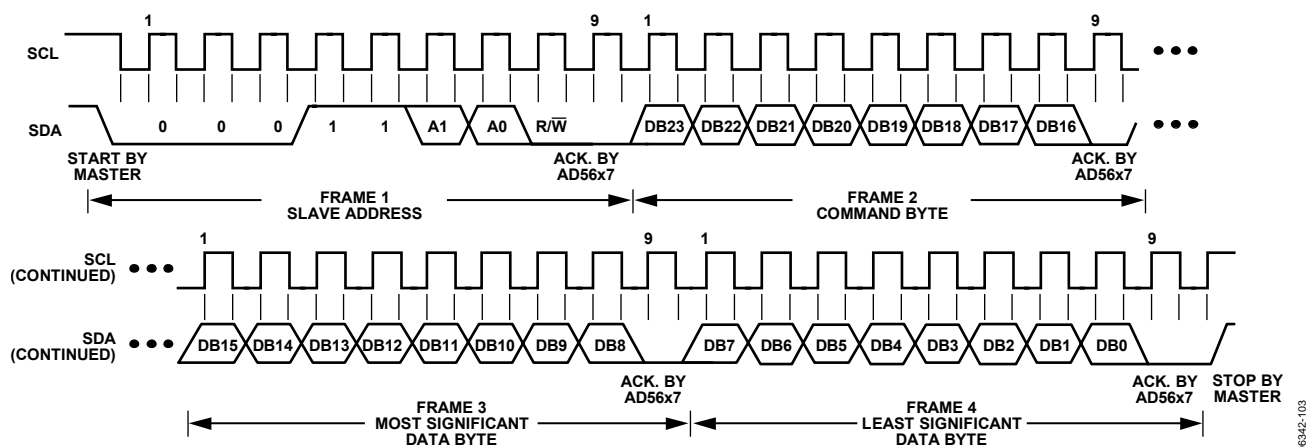 1 9 1 9
SCL
SDA
0 0 0 1 1 A1 A0 R/W̅ DB23 DB22 DB21 DB20 DB19 DB18 DB17 DB16
START BY
MASTER
ACK. BY
AD56x7
ACK. BY
AD56x7
FRAME 1
SLAVE ADDRESS
FRAME 2
COMMAND BYTE
1 9 1 9
SCL
(CONTINUED)
SDA
(CONTINUED)
DB15 DB14 DB13 DB12 DB11 DB10 DB9 DB8 DB7 DB6 DB5 DB4 DB3 DB2 DB1 DB0
ACK. BY
AD56x7
ACK. BY
AD56x7
STOP BY
MASTER
FRAME 3
MOST SIGNIFICANT
DATA BYTE
FRAME 4
LEAST SIGNIFICANT
DATA BYTE
6342-103